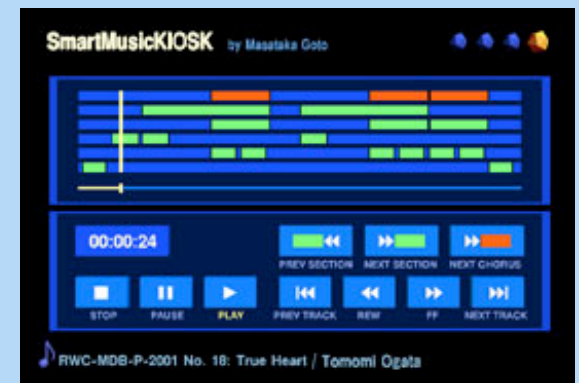 SmartMusicKIOSK by Masataka Goto
00:00:24
PREV SECTION NEXT SECTION NEXT CHORUS
STOP PAUSE PLAY PREV TRACK REW FF NEXT TRACK
RWC-MDB-P-2001 No. 18: True Heart / Tomomi Ogata